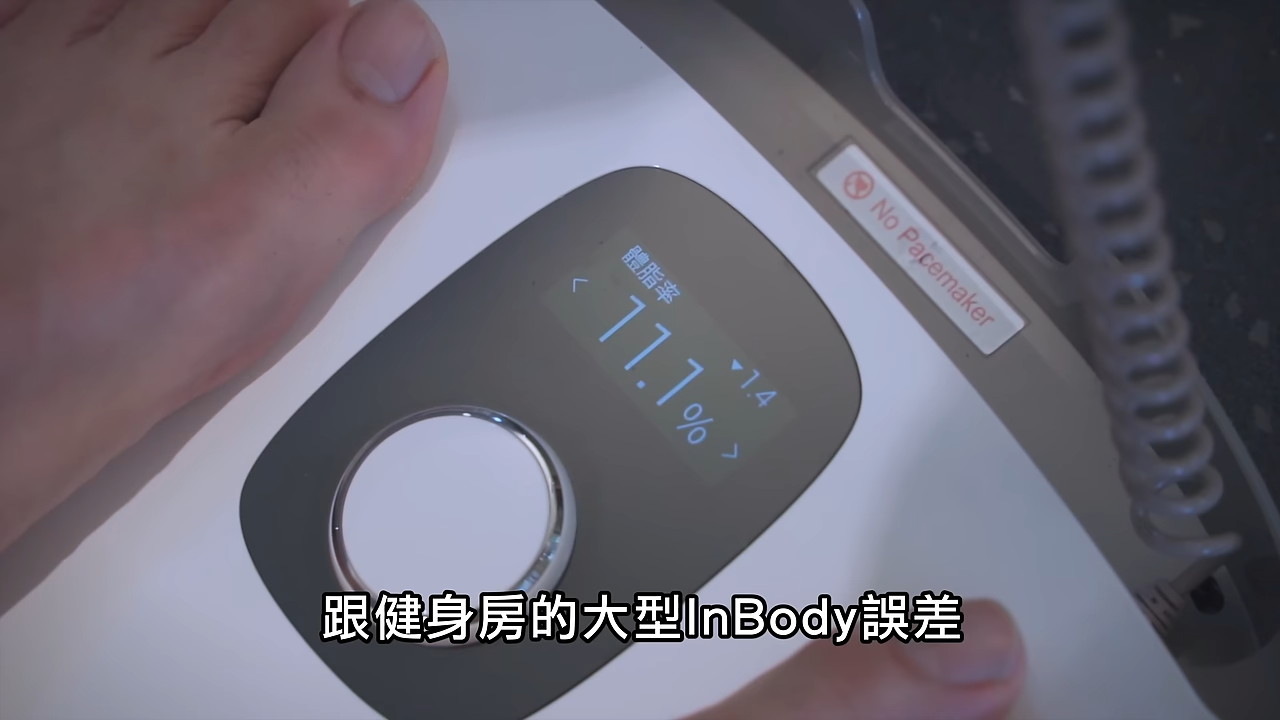 體脂率
< 11.1% >
▼1.4
No Pacemaker
跟健身房的大型InBody誤差